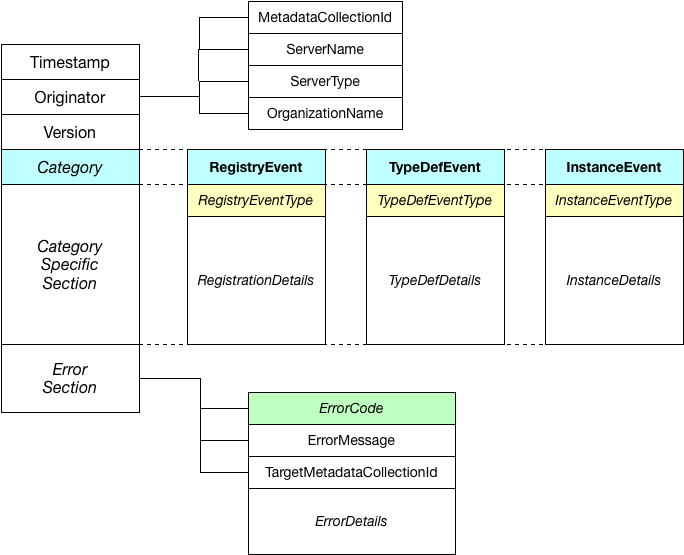 MetadataCollectionId
ServerName
ServerType
OrganizationName
Timestamp
Originator
Version
Category
Category
Specific
Section
Error
Section
RegistryEvent
RegistryEventType
RegistrationDetails
TypeDefEvent
TypeDefEventType
TypeDefDetails
InstanceEvent
InstanceEventType
InstanceDetails
ErrorCode
ErrorMessage
TargetMetadataCollectionId
ErrorDetails